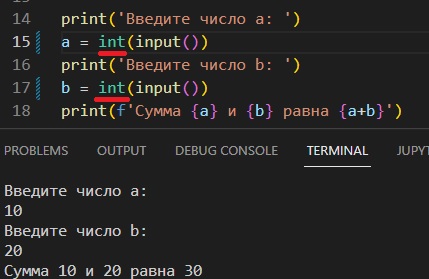 14 print('Введите число a: ')
15 a = int(input())
16 print('Введите число b: ')
17 b = int(input())
18 print(f'Сумма {a} и {b} равна {a+b}')
PROBLEMS OUTPUT DEBUG CONSOLE TERMINAL JUPYT
Введите число a:
10
Введите число b:
20
Сумма 10 и 20 равна 30